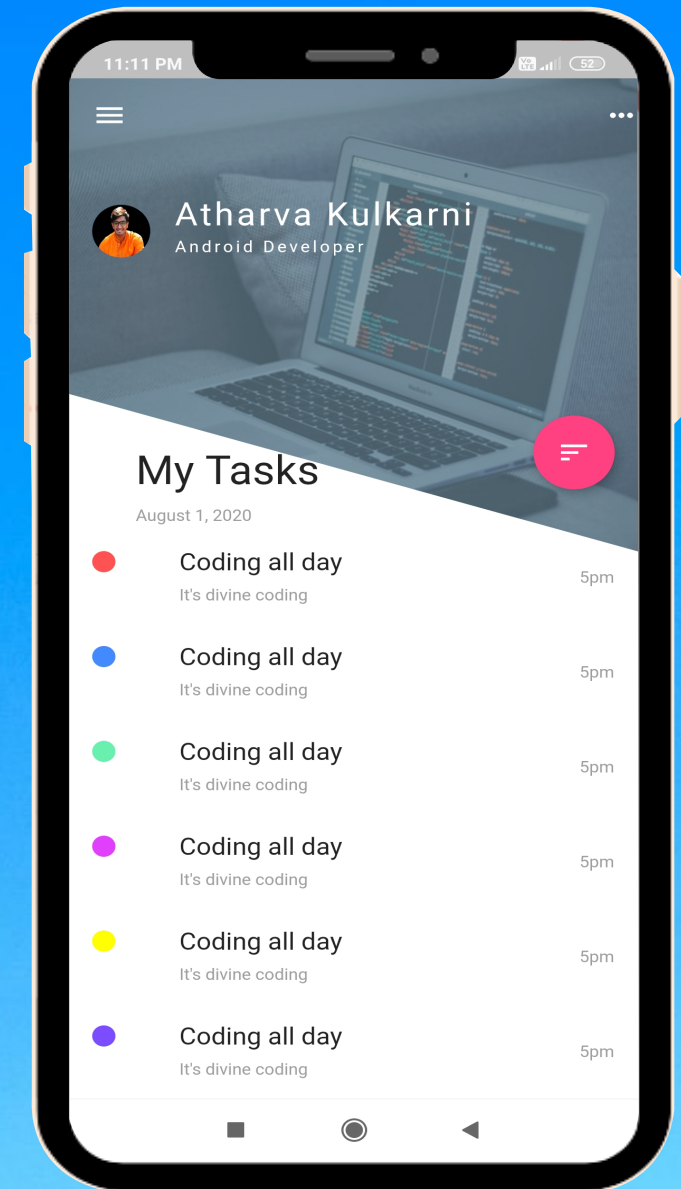 11:11 PM
Vo LTE 52
Atharva Kulkarni
Android Developer
My Tasks
August 1, 2020
Coding all day
It's divine coding
5pm
Coding all day
It's divine coding
5pm
Coding all day
It's divine coding
5pm
Coding all day
It's divine coding
5pm
Coding all day
It's divine coding
5pm
Coding all day
It's divine coding
5pm